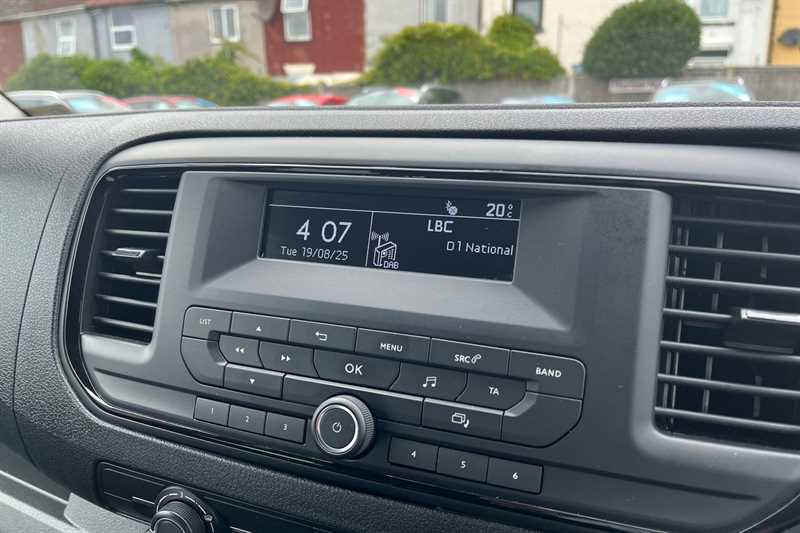 20°C
4 07
LBC
Tue 19/08/25
D1 National
DAB
LIST
MENU
SRC
BAND
OK
TA
1
2
3
4
5
6